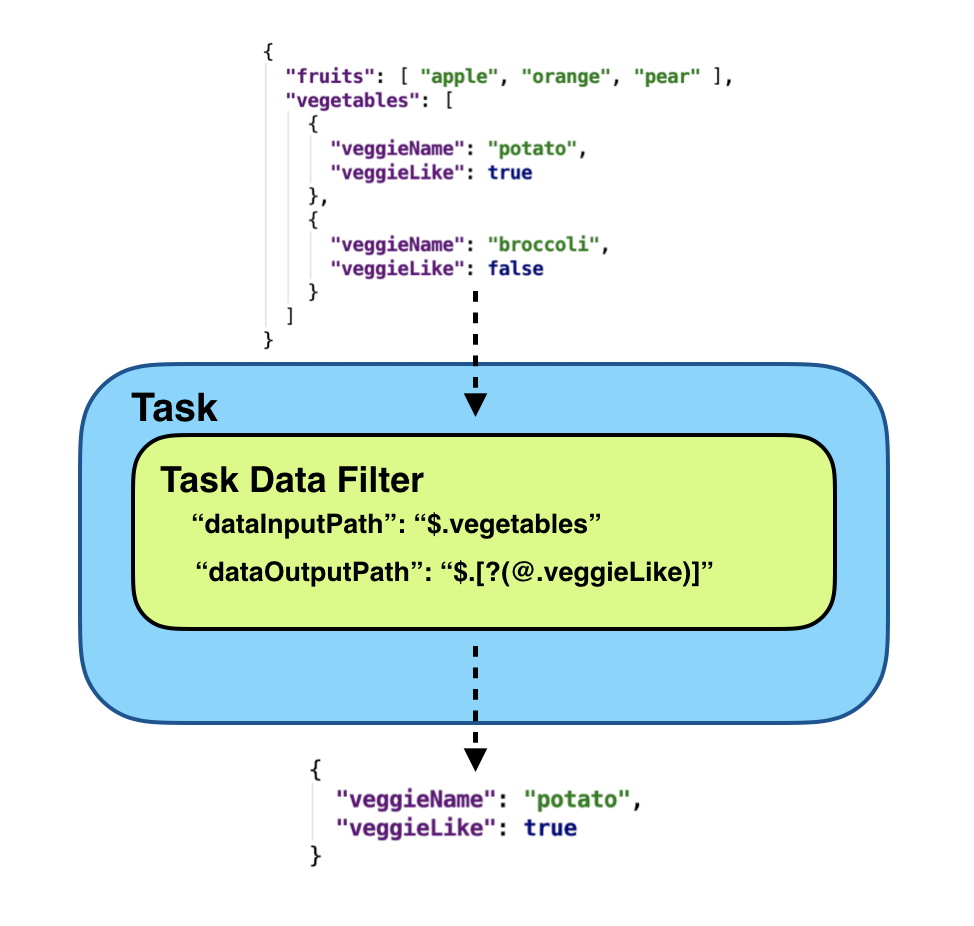 {
"fruits": [ "apple", "orange", "pear" ],
"vegetables": [
{
"veggieName": "potato",
"veggieLike": true
},
{
"veggieName": "broccoli",
"veggieLike": false
}
]
}
Task
Task Data Filter
“dataInputPath”: “$.vegetables”
“dataOutputPath”: “$.[?(@.veggieLike)]”
{
"veggieName": "potato",
"veggieLike": true
}